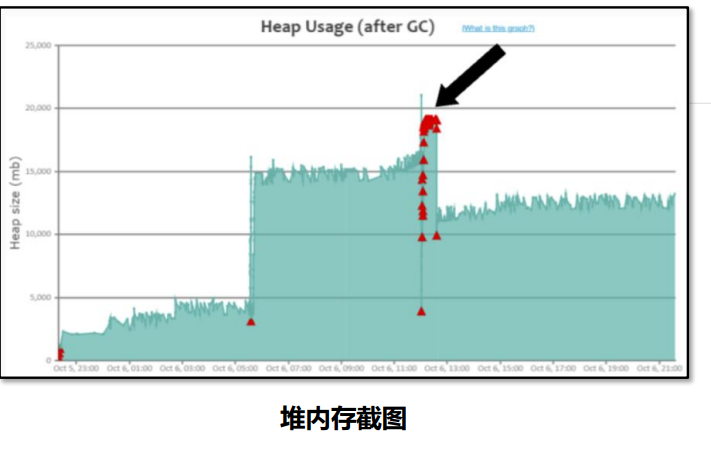 Heap Usage (after GC) (What is this graph?)
25,000
20,000
15,000
10,000
5,000
0
Heap size (mb)
Oct 5, 23:00 Oct 6, 01:00 Oct 6, 03:00 Oct 6, 05:00 Oct 6, 07:00 Oct 6, 09:00 Oct 6, 11:00 Oct 6, 13:00 Oct 6, 15:00 Oct 6, 17:00 Oct 6, 19:00 Oct 6, 21:00
堆内存截图